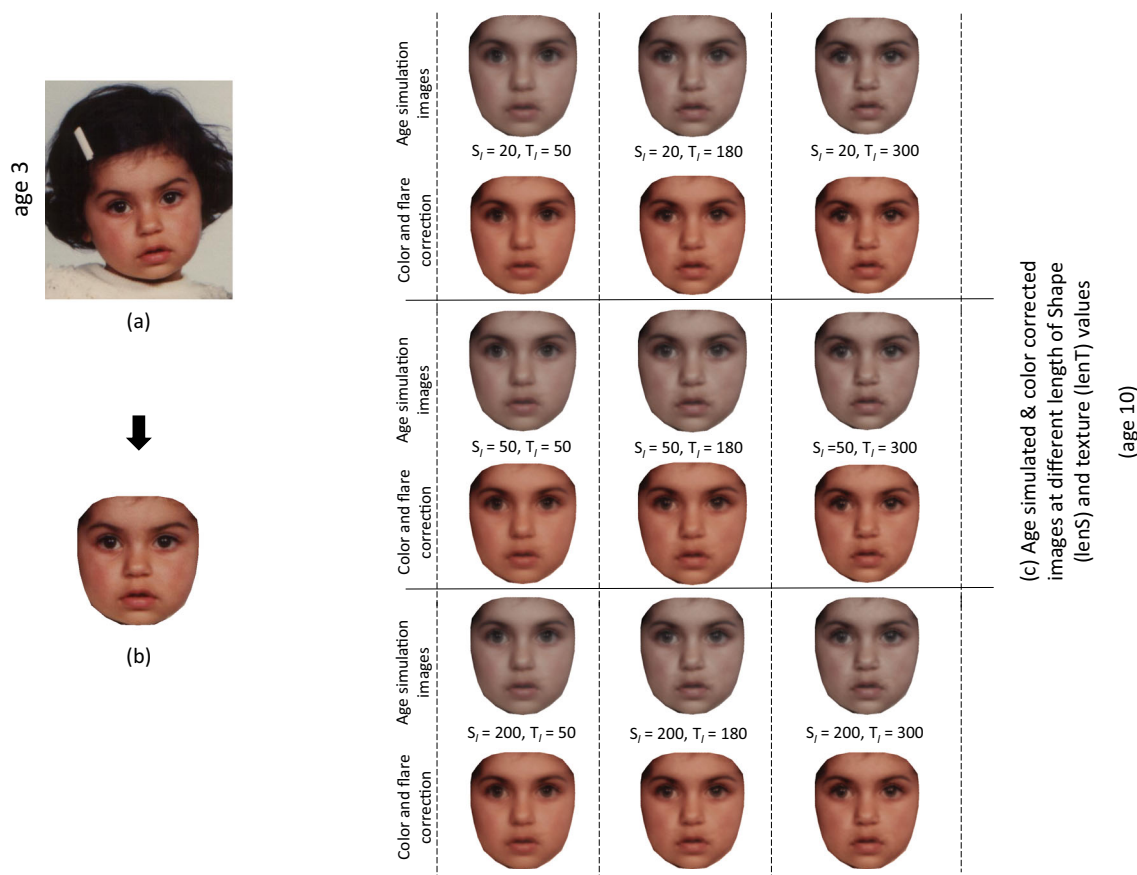 age 3
(a)
(b)
Age simulation
images
S_l = 20, T_l = 50
S_l = 20, T_l = 180
S_l = 20, T_l = 300
Color and flare
correction
Age simulation
images
S_l = 50, T_l = 50
S_l = 50, T_l = 180
S_l =50, T_l = 300
Color and flare
correction
Age simulation
images
S_l = 200, T_l = 50
S_l = 200, T_l = 180
S_l = 200, T_l = 300
Color and flare
correction
(c) Age simulated & color corrected
images at different length of Shape
(lenS) and texture (lenT) values
(age 10)